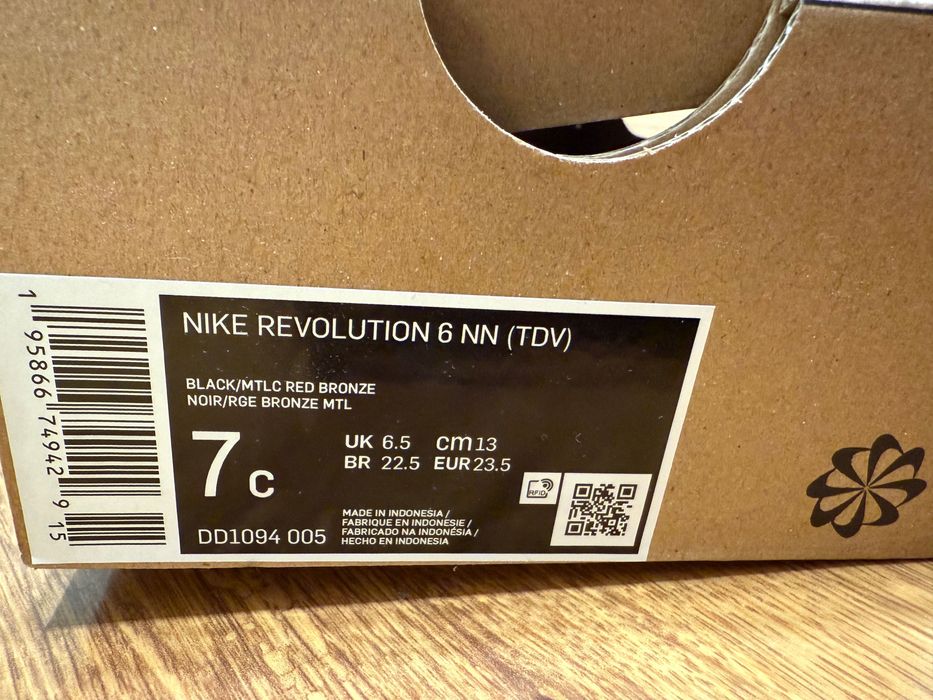 1 95866 74942 9 15
NIKE REVOLUTION 6 NN (TDV)
BLACK/MTLC RED BRONZE
NOIR/RGE BRONZE MTL
7c
UK 6.5 cm 13
BR 22.5 EUR 23.5
RFID
DD1094 005
MADE IN INDONESIA /
FABRIQUE EN INDONESIE /
FABRICADO NA INDONÉSIA /
HECHO EN INDONESIA